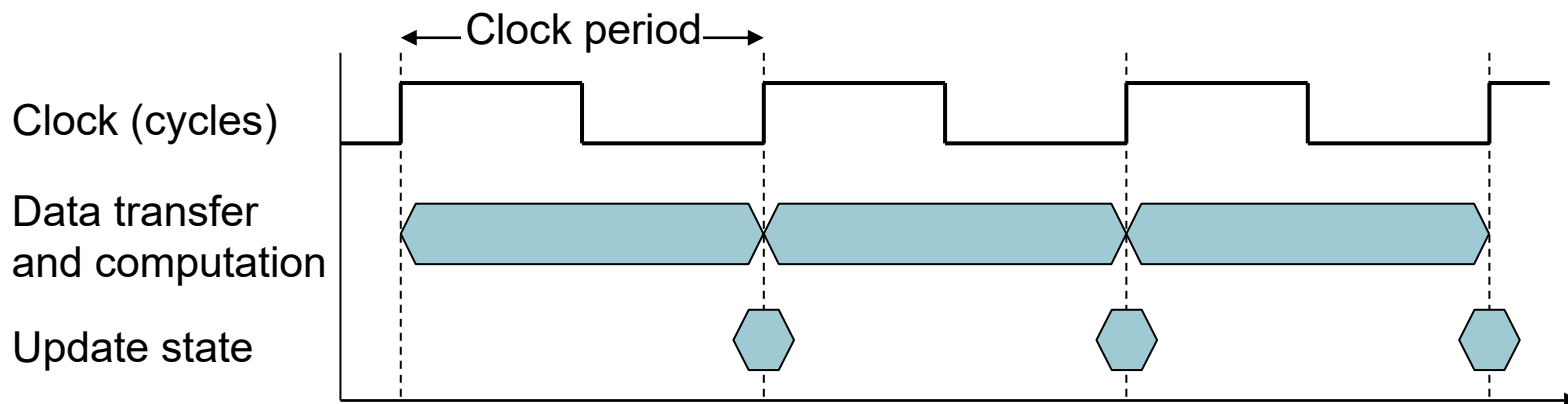 Clock period
Clock (cycles)
Data transfer
and computation
Update state